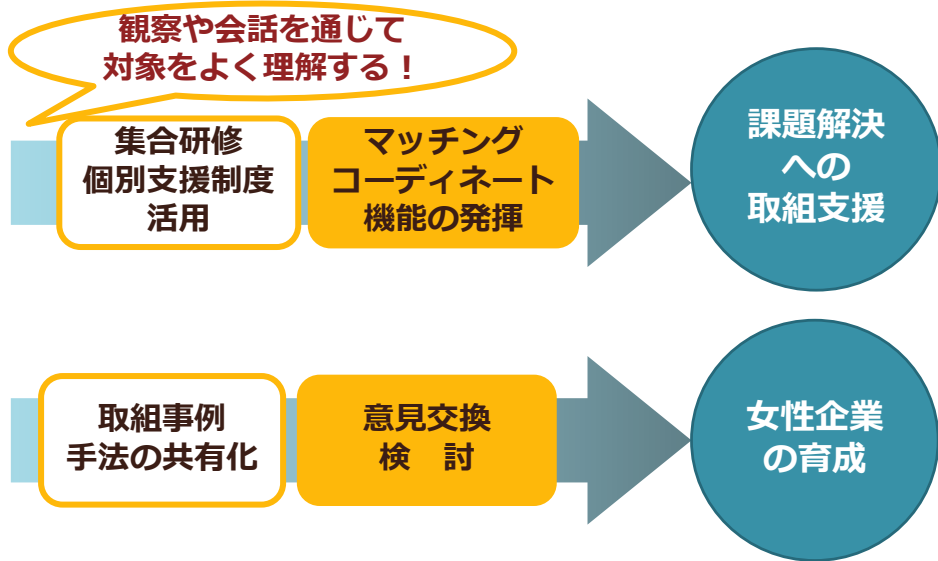 観察や会話を通じて
対象をよく理解する！
集合研修
個別支援制度
活用
マッチング
コーディネート
機能の発揮
課題解決
への
取組支援
取組事例
手法の共有化
意見交換
検　討
女性企業
の育成